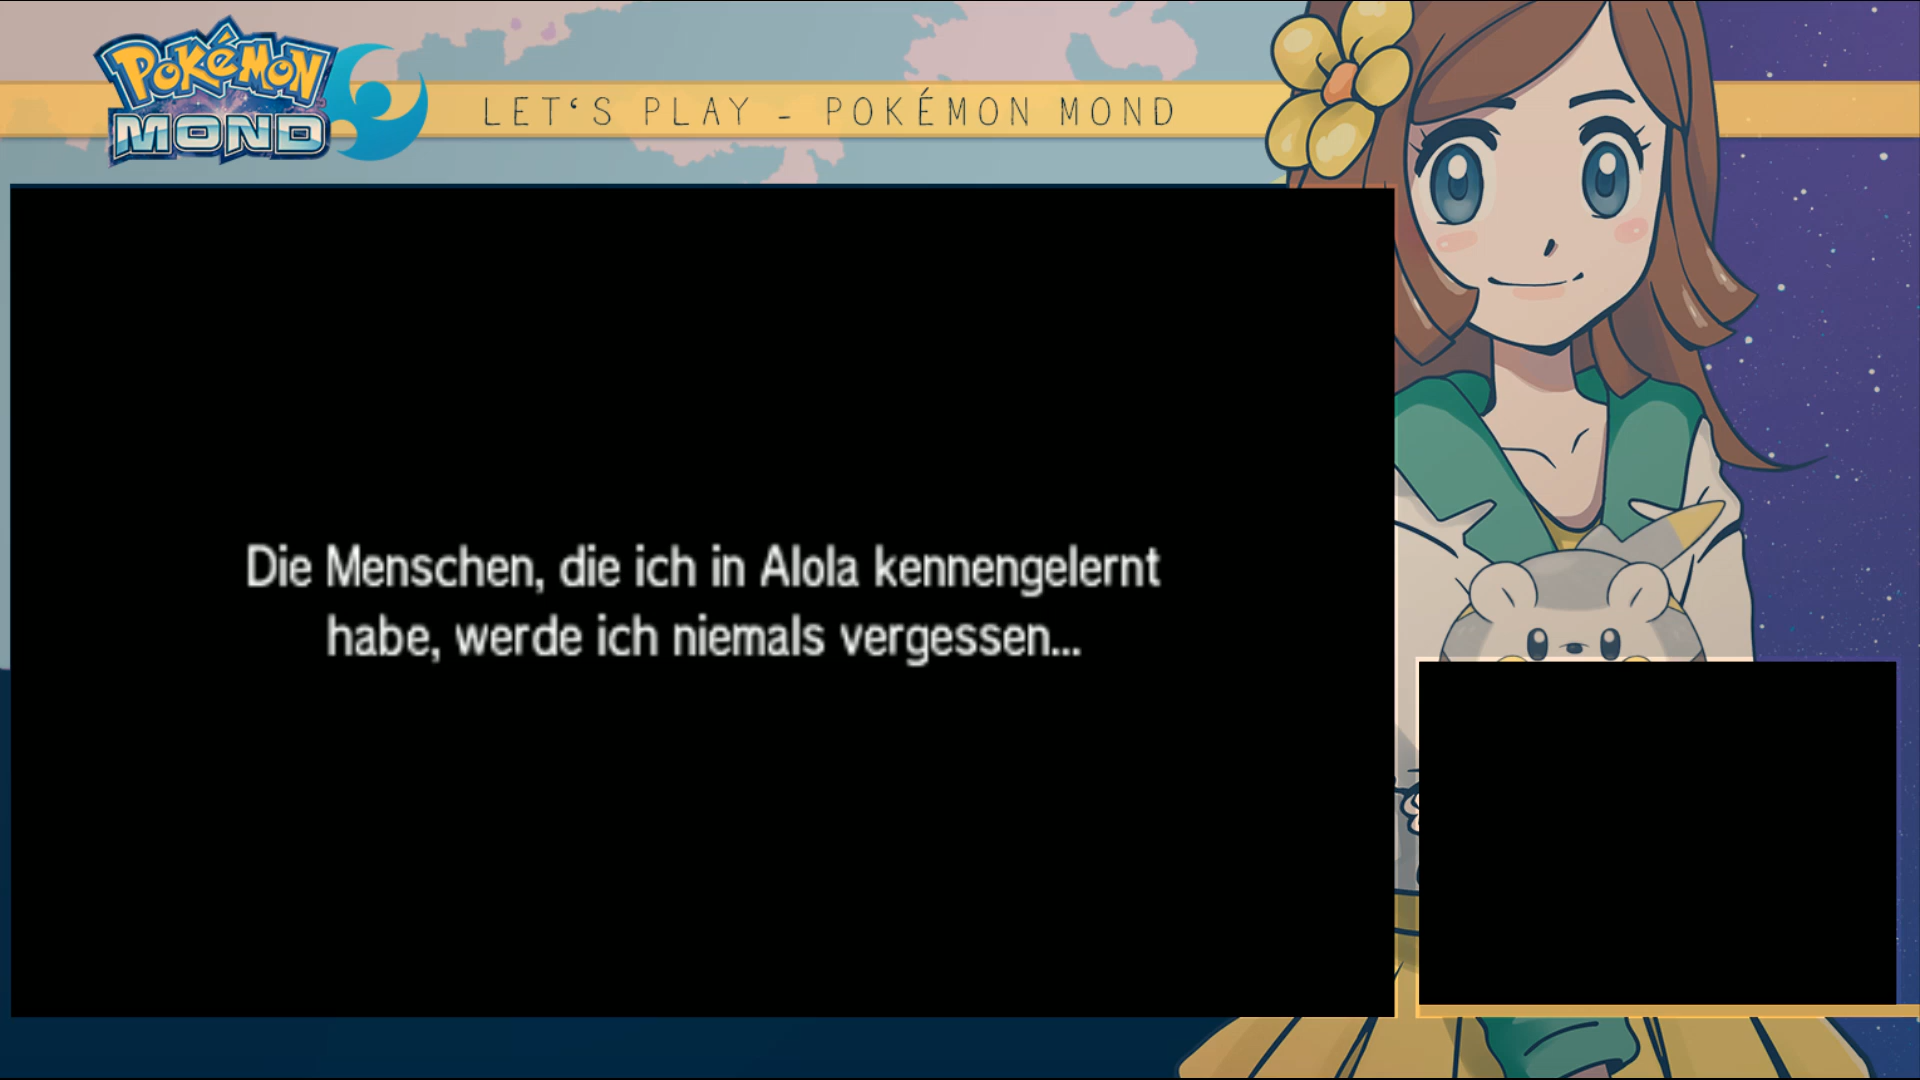 POKÉMON
MOND
LET‘S PLAY - POKÉMON MOND
Die Menschen, die ich in Alola kennengelernt
habe, werde ich niemals vergessen...